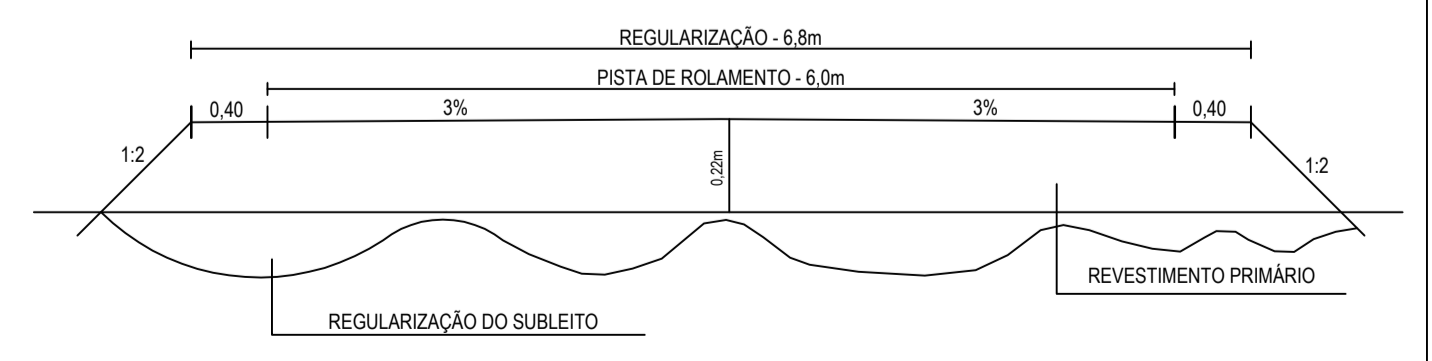 REGULARIZAÇÃO - 6,8m
PISTA DE ROLAMENTO - 6,0m
0,40
3%
3%
0,40
1:2
0,22m
1:2
REVESTIMENTO PRIMÁRIO
REGULARIZAÇÃO DO SUBLEITO